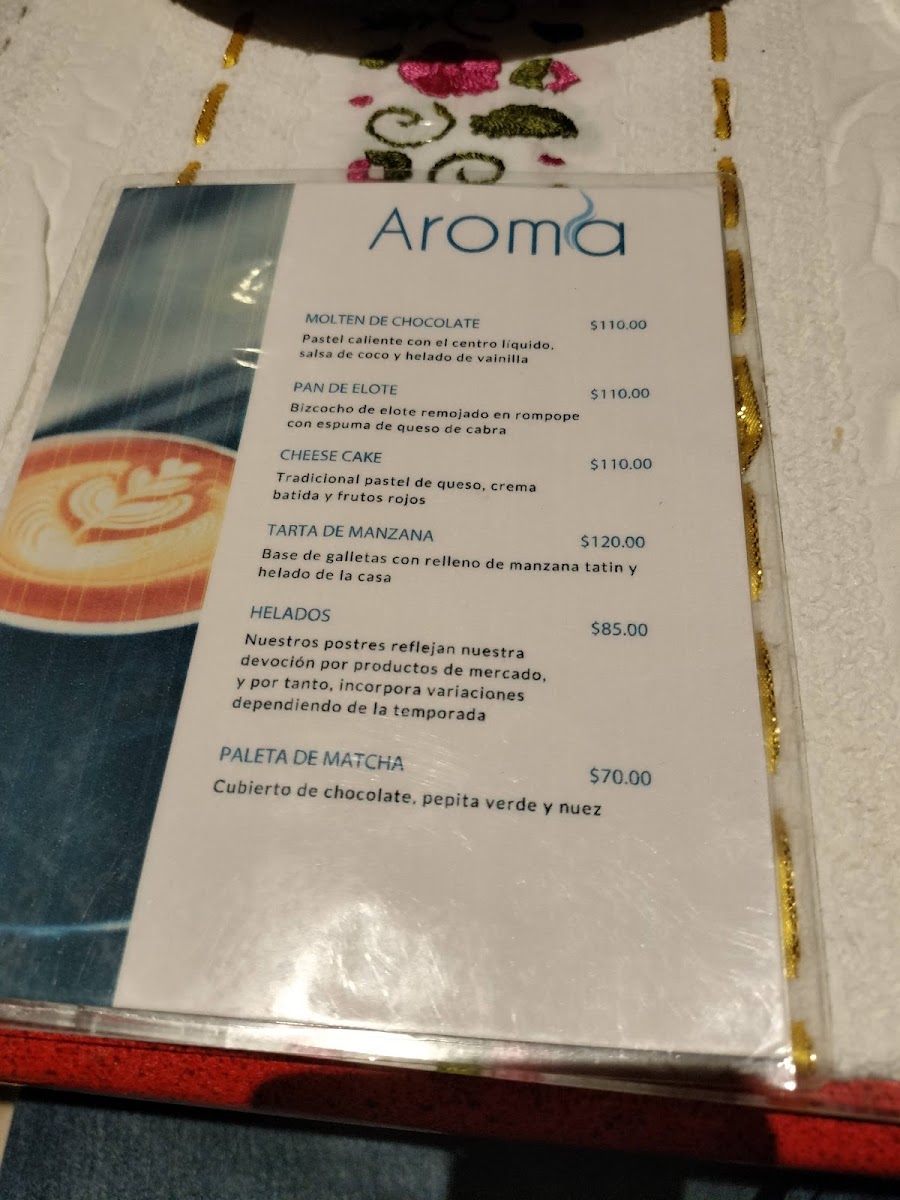 Aroma
MOLTEN DE CHOCOLATE $110.00
Pastel caliente con el centro líquido,
salsa de coco y helado de vainilla
PAN DE ELOTE $110.00
Bizcocho de elote remojado en rompope
con espuma de queso de cabra
CHEESE CAKE $110.00
Tradicional pastel de queso, crema
batida y frutos rojos
TARTA DE MANZANA $120.00
Base de galletas con relleno de manzana tatin y
helado de la casa
HELADOS $85.00
Nuestros postres reflejan nuestra
devoción por productos de mercado,
y por tanto, incorpora variaciones
dependiendo de la temporada
PALETA DE MATCHA $70.00
Cubierto de chocolate, pepita verde y nuez